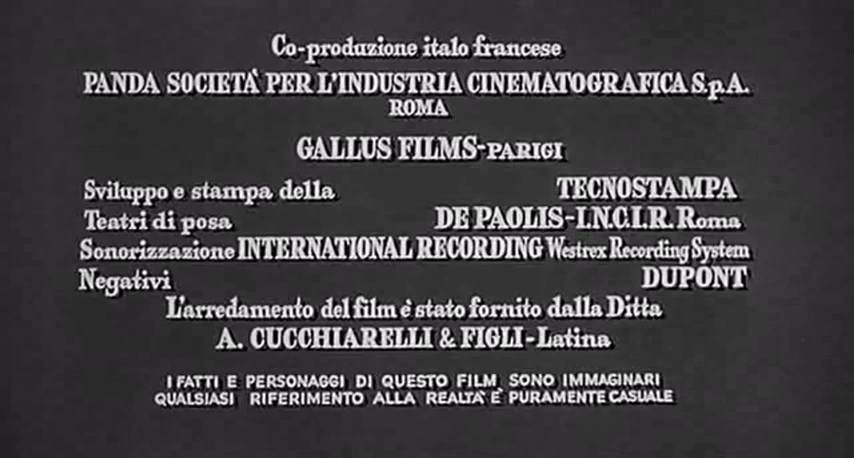 Co-produzione italo francese
PANDA SOCIETA' PER L'INDUSTRIA CINEMATOGRAFICA S.p.A.
ROMA
GALLUS FILMS-PARIGI
Sviluppo e stampa della TECNOSTAMPA
Teatri di posa DE PAOLIS-I.N.C.I.R. Roma
Sonorizzazione INTERNATIONAL RECORDING Westrex Recording System
Negativi DUPONT
L'arredamento del film è stato fornito dalla Ditta
A. CUCCHIARELLI & FIGLI-Latina
I FATTI E PERSONAGGI DI QUESTO FILM SONO IMMAGINARI
QUALSIASI RIFERIMENTO ALLA REALTA' E' PURAMENTE CASUALE